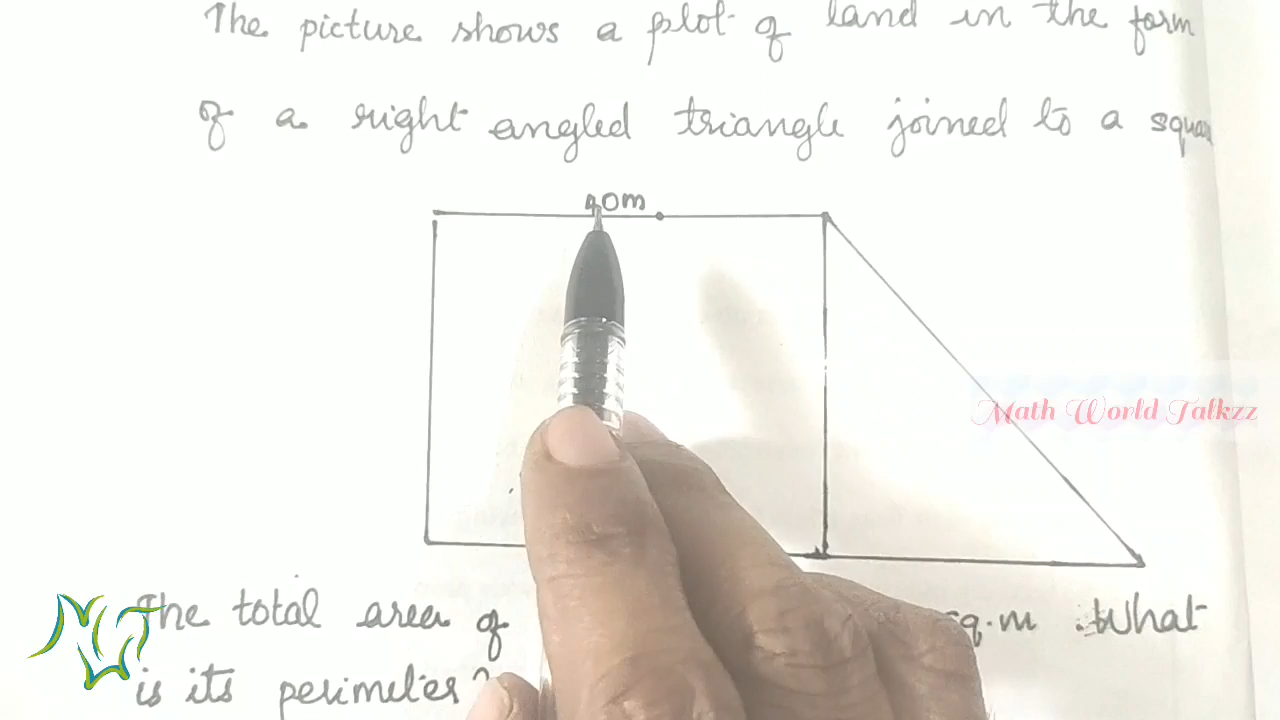 The picture shows a plot of land in the form
of a right angled triangle joined to a
40m
Math World Talkzz
The total area of sq.m. What
is its perimeter?